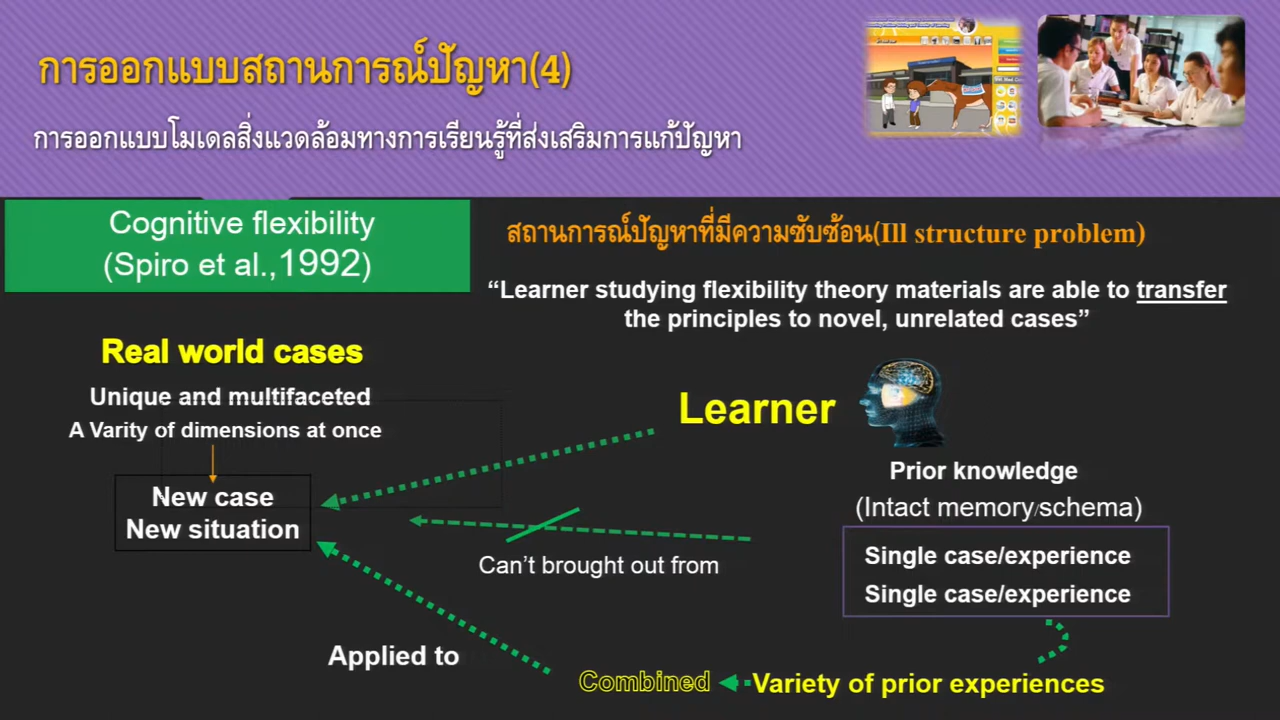 การออกแบบสถานการณ์ปัญหา(4)
การออกแบบโมเดลสิ่งแวดล้อมทางการเรียนรู้ที่ส่งเสริมการแก้ปัญหา
Cognitive flexibility
(Spiro et al.,1992)
สถานการณ์ปัญหาที่มีความซับซ้อน(Ill structure problem)
“Learner studying flexibility theory materials are able to transfer
the principles to novel, unrelated cases”
Real world cases
Unique and multifaceted
A Varity of dimensions at once
New case
New situation
Learner
Prior knowledge
(Intact memory/schema)
Single case/experience
Single case/experience
Can’t brought out from
Applied to
Combined
Variety of prior experiences